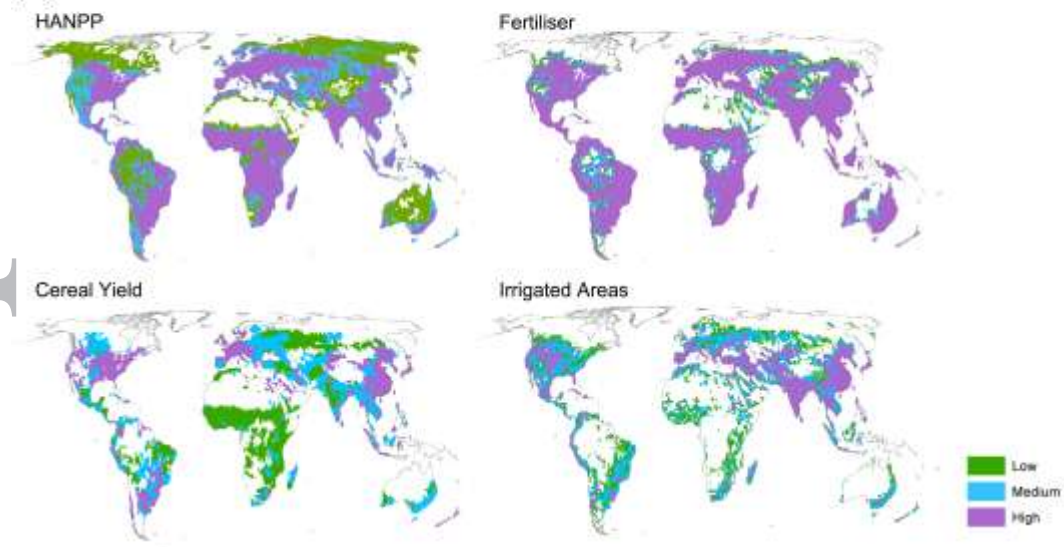 HANPP
Fertiliser
Cereal Yield
Irrigated Areas
Low
Medium
High